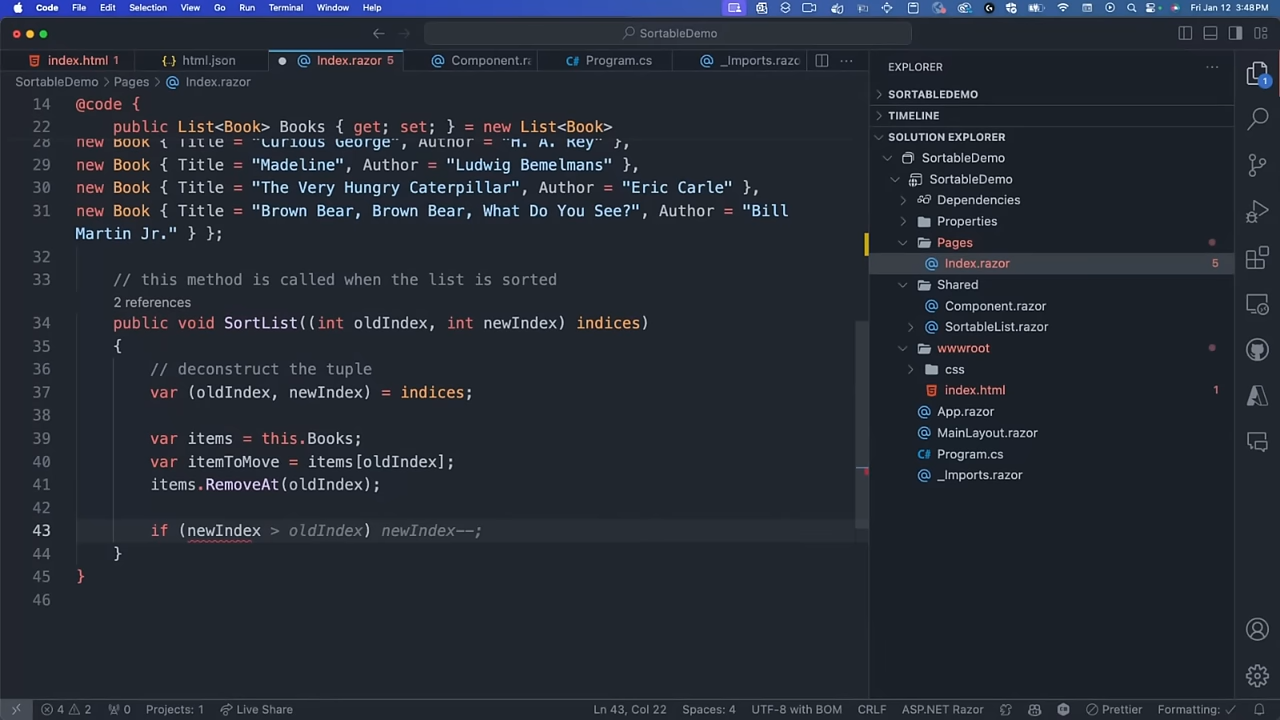 Code File Edit Selection View Go Run Terminal Window Help
Fri Jan 12 3:48 PM
SortableDemo
index.html 1
html.json
Index.razor 5
Component.ra
Program.cs
_Imports.razo
SortableDemo > Pages > Index.razor
14 @code {
22 public List<Book> Books { get; set; } = new List<Book>
28 new Book { Title = "Curious George", Author = "H. A. Rey" },
29 new Book { Title = "Madeline", Author = "Ludwig Bemelmans" },
30 new Book { Title = "The Very Hungry Caterpillar", Author = "Eric Carle" },
31 new Book { Title = "Brown Bear, Brown Bear, What Do You See?", Author = "Bill
Martin Jr." } };
32
33 // this method is called when the list is sorted
2 references
34 public void SortList((int oldIndex, int newIndex) indices)
35 {
36 // deconstruct the tuple
37 var (oldIndex, newIndex) = indices;
38
39 var items = this.Books;
40 var itemToMove = items[oldIndex];
41 items.RemoveAt(oldIndex);
42
43 if (newIndex > oldIndex) newIndex--;
44 }
45 }
46
EXPLORER
SORTABLEDEMO
TIMELINE
SOLUTION EXPLORER
SortableDemo
SortableDemo
Dependencies
Properties
Pages
Index.razor 5
Shared
Component.razor
SortableList.razor
wwwroot
css
index.html 1
App.razor
MainLayout.razor
Program.cs
_Imports.razor
1
4 2 0 Projects: 1 Live Share
Ln 43, Col 22 Spaces: 4 UTF-8 with BOM CRLF ASP.NET Razor Prettier Formatting: